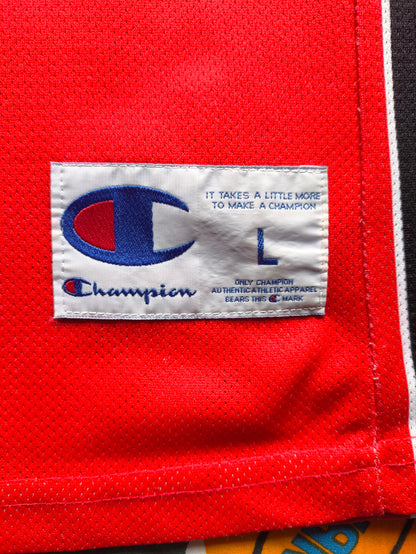 IT TAKES A LITTLE MORE
TO MAKE A CHAMPION
L
Champion
ONLY CHAMPION
AUTHENTIC ATHLETIC APPAREL
BEARS THIS C MARK